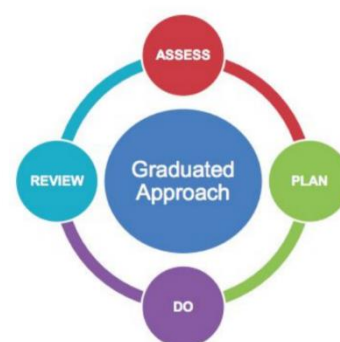 ASSESS
Graduated
Approach
REVIEW
PLAN
DO